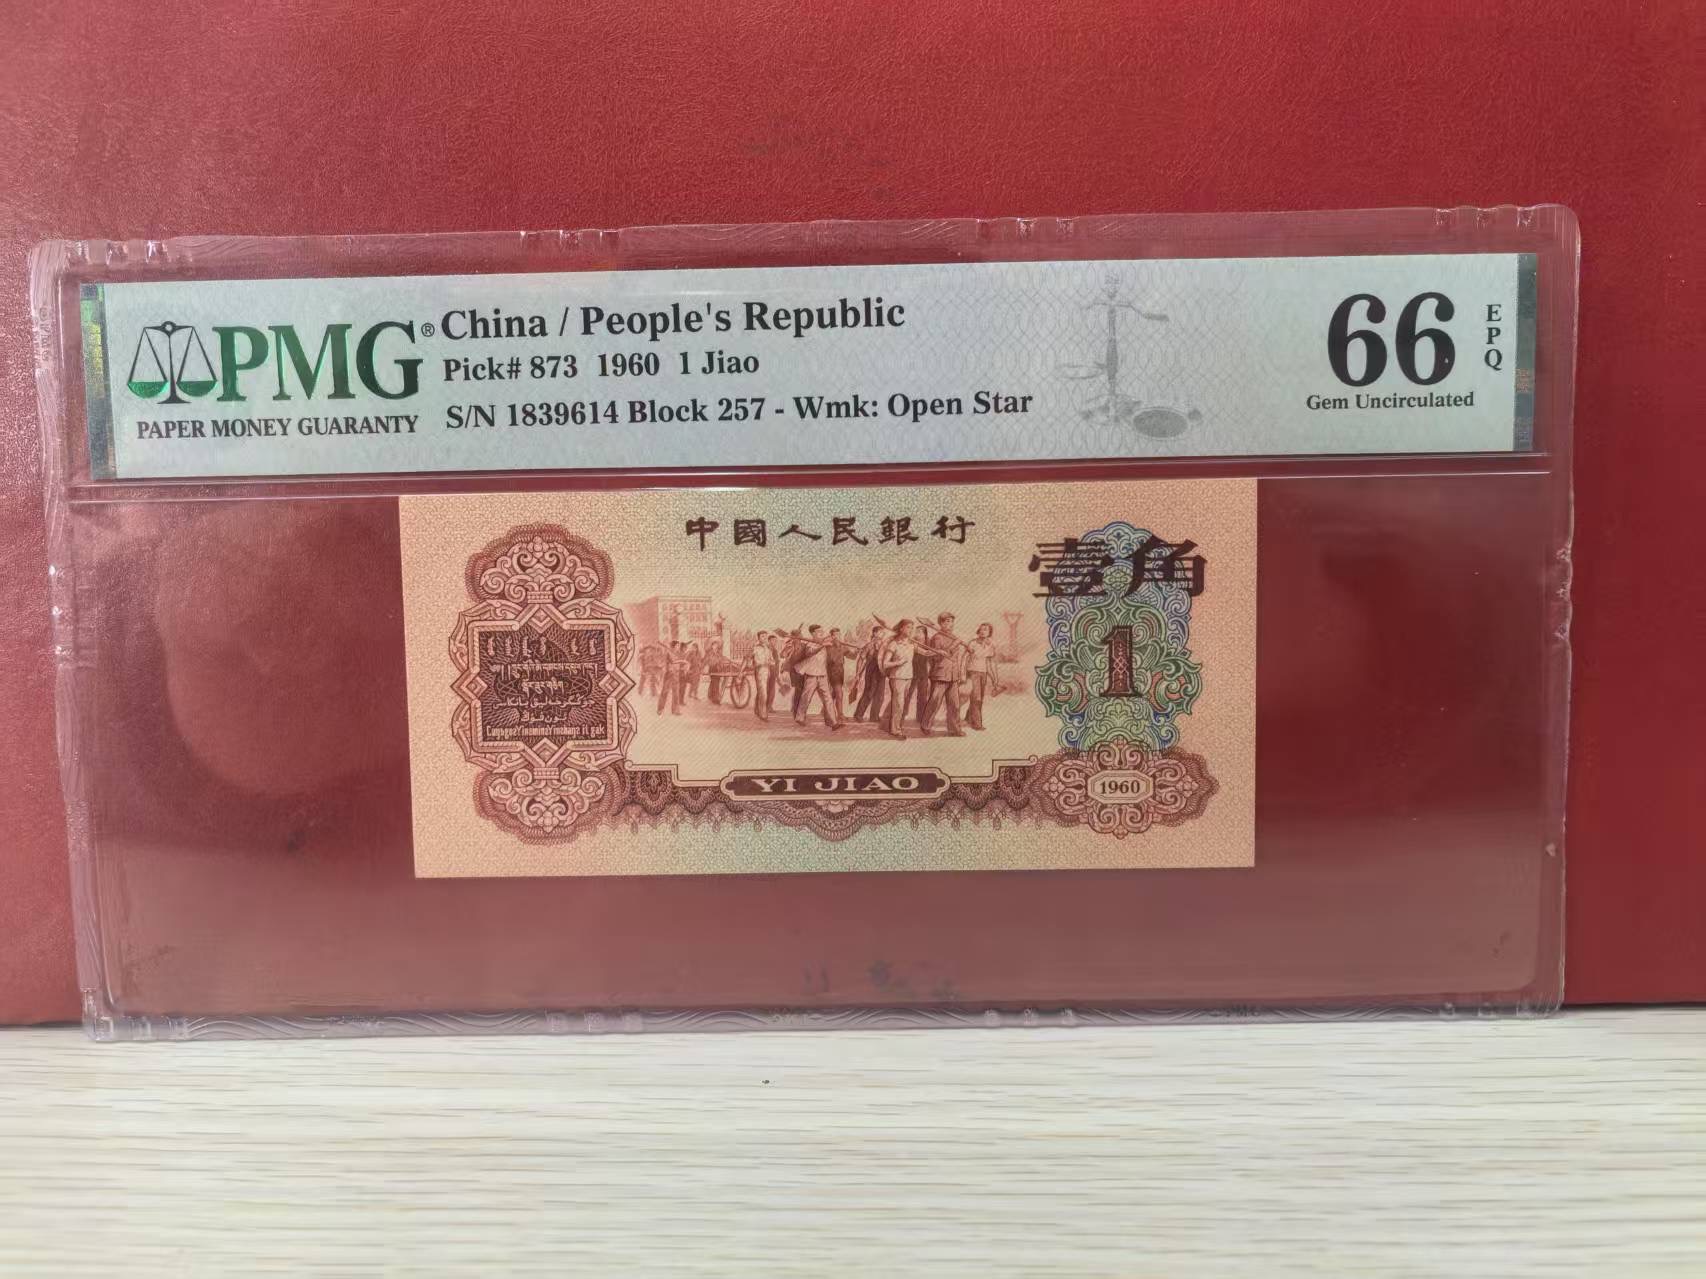 PMG®
PAPER MONEY GUARANTY
China / People's Republic
Pick# 873 1960 1 Jiao
S/N 1839614 Block 257 - Wmk: Open Star
66
EPQ
Gem Uncirculated
中國人民銀行
壹角
1
YI JIAO
1960